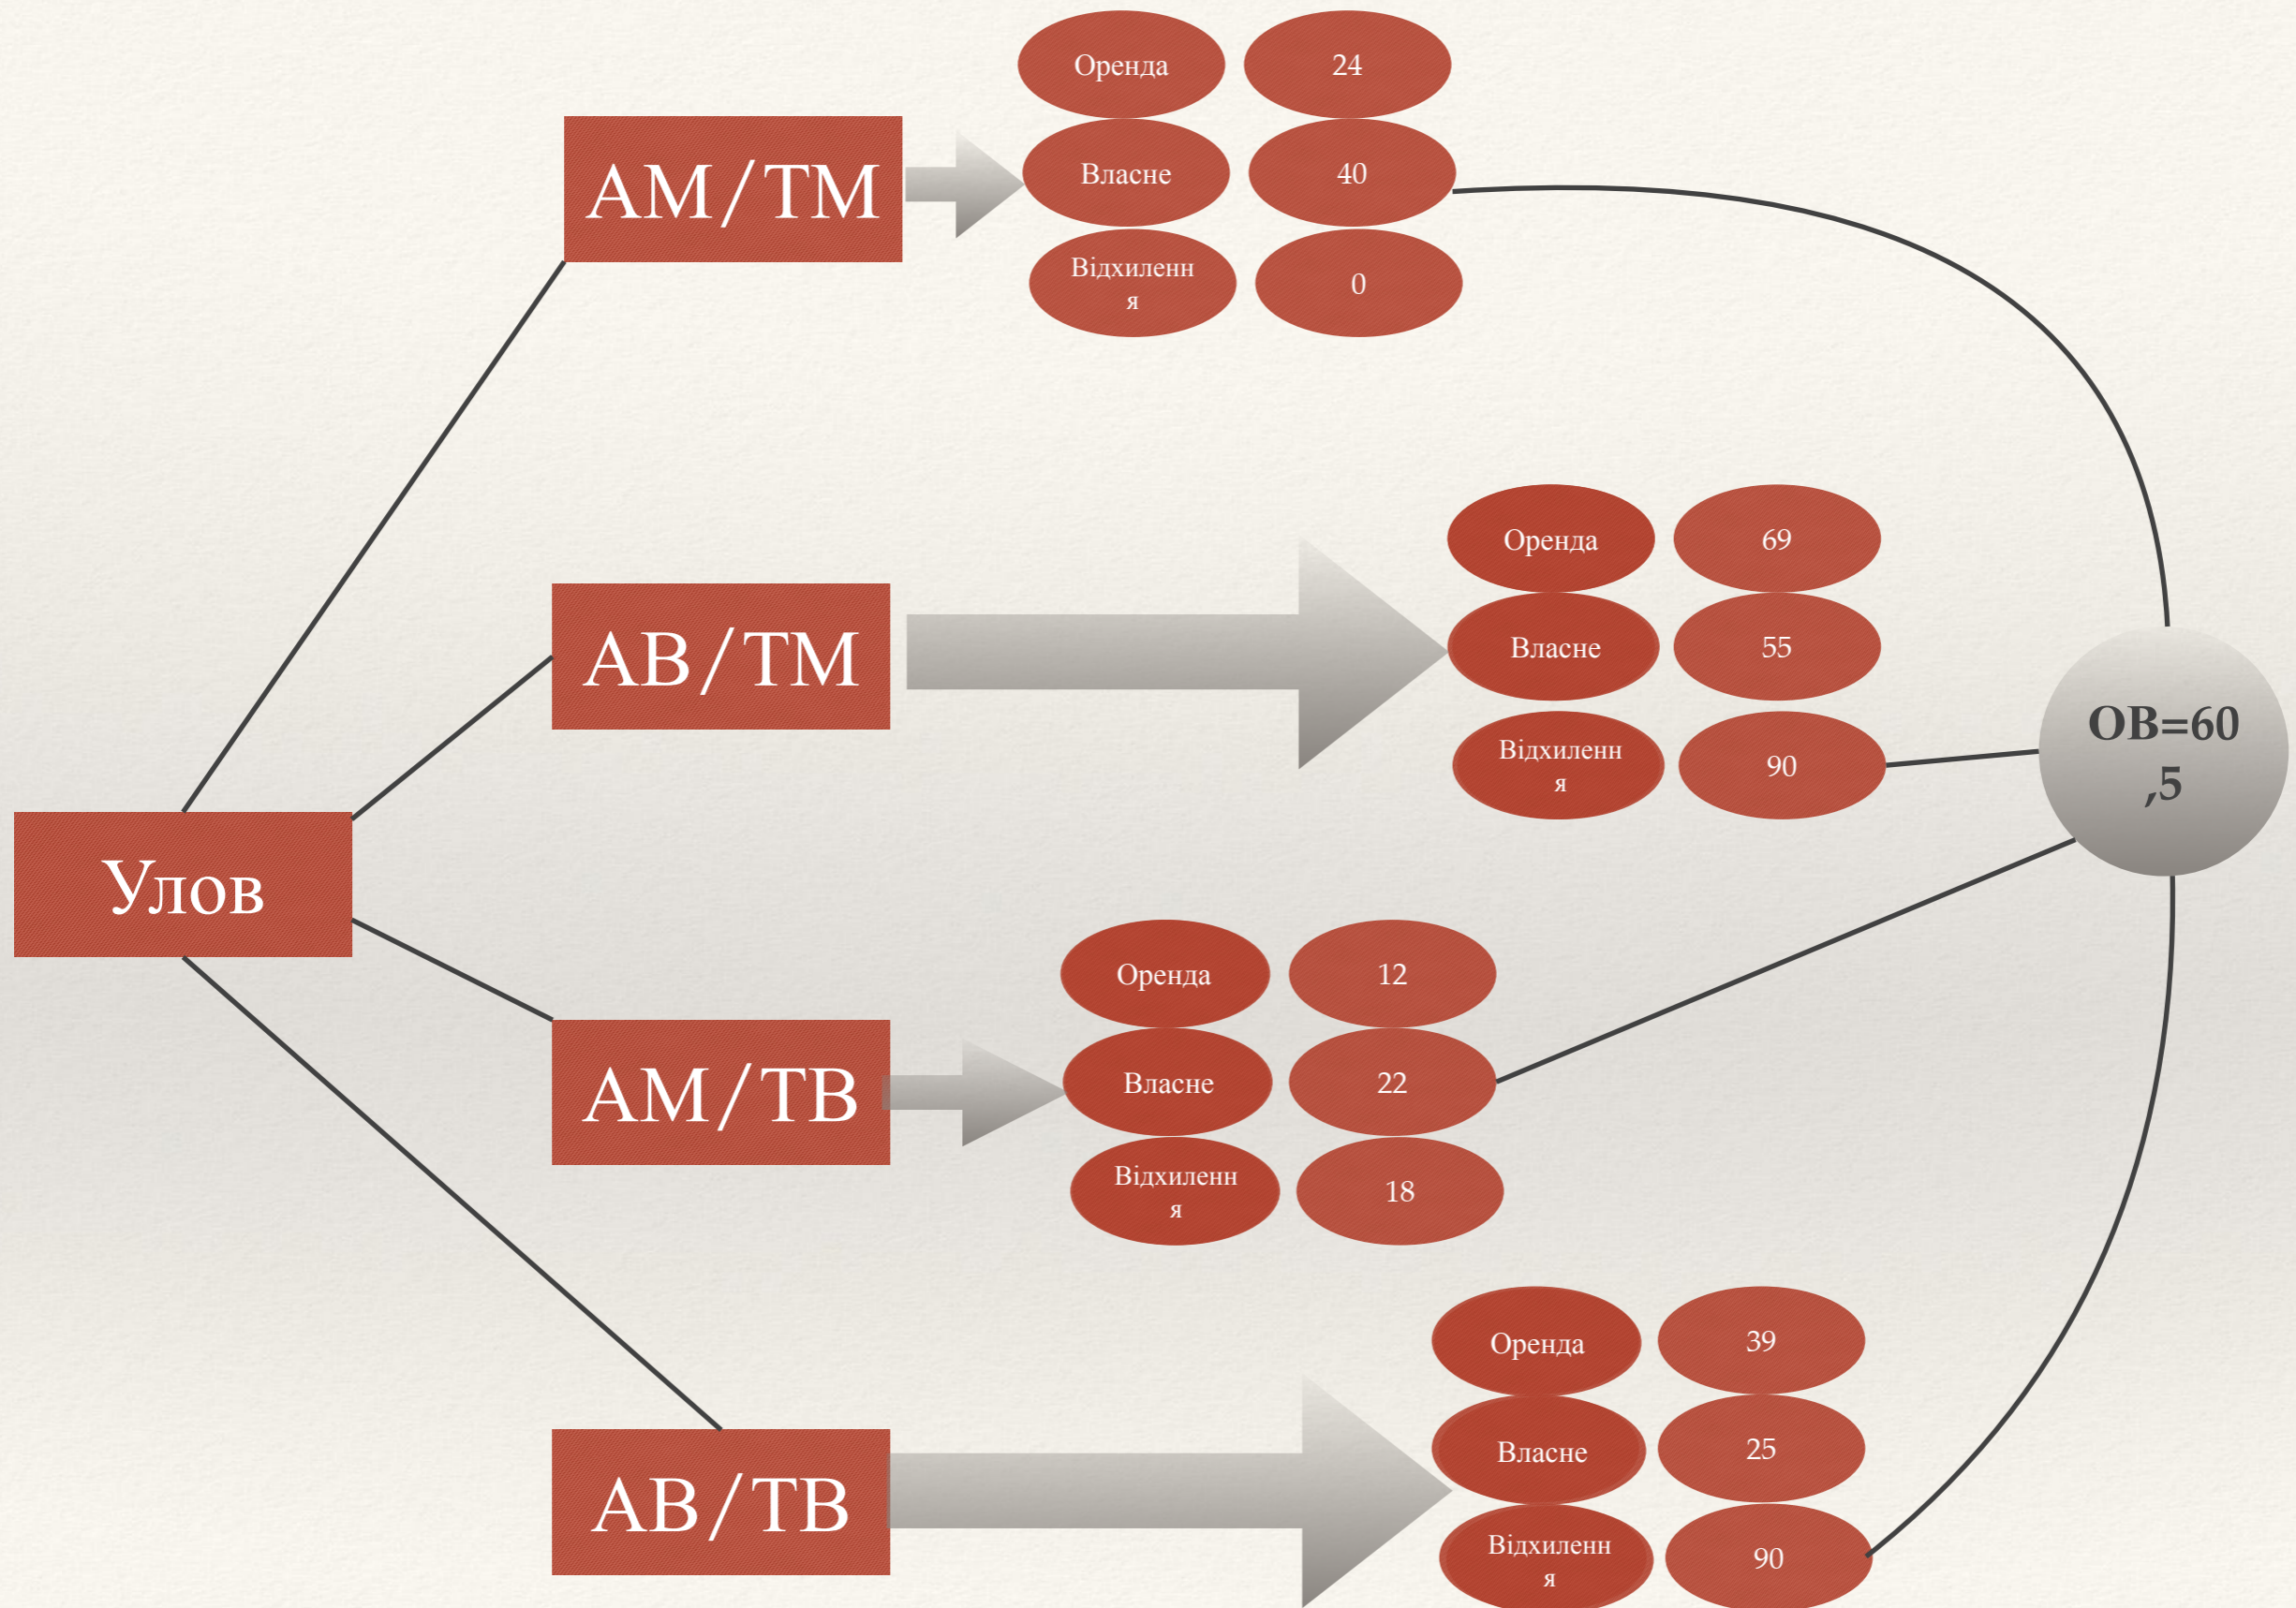 Оренда 24
АМ/ТМ
Власне 40
Відхиленн
я
0
Оренда 69
АВ/ТМ
Власне 55
Відхиленн
я
90
ОВ=60
,5
Улов
Оренда 12
АМ/ТВ
Власне 22
Відхиленн
я
18
Оренда 39
АВ/ТВ
Власне 25
Відхиленн
я
90